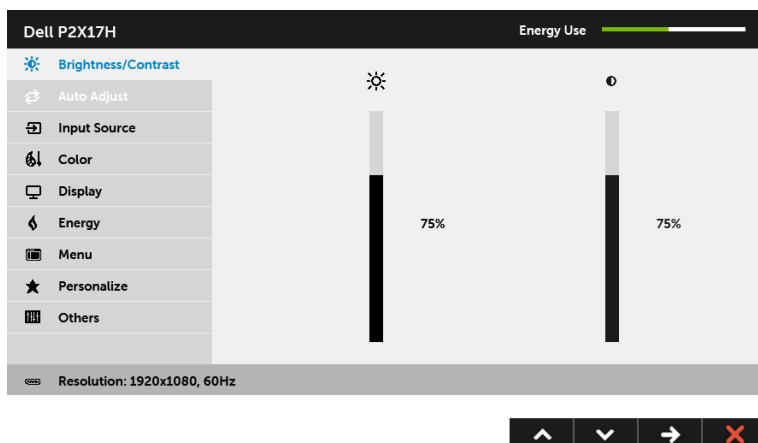 Dell P2X17H
Energy Use
Brightness/Contrast
Auto Adjust
Input Source
Color
Display
Energy
Menu
Personalize
Others
75%
75%
Resolution: 1920x1080, 60Hz